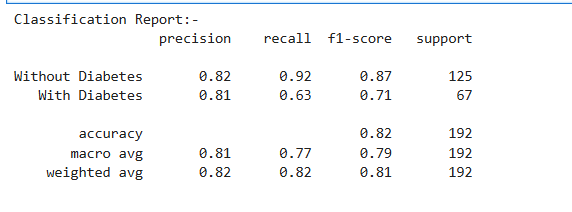 Classification Report:-
precision recall f1-score support
Without Diabetes 0.82 0.92 0.87 125
With Diabetes 0.81 0.63 0.71 67
accuracy 0.82 192
macro avg 0.81 0.77 0.79 192
weighted avg 0.82 0.82 0.81 192